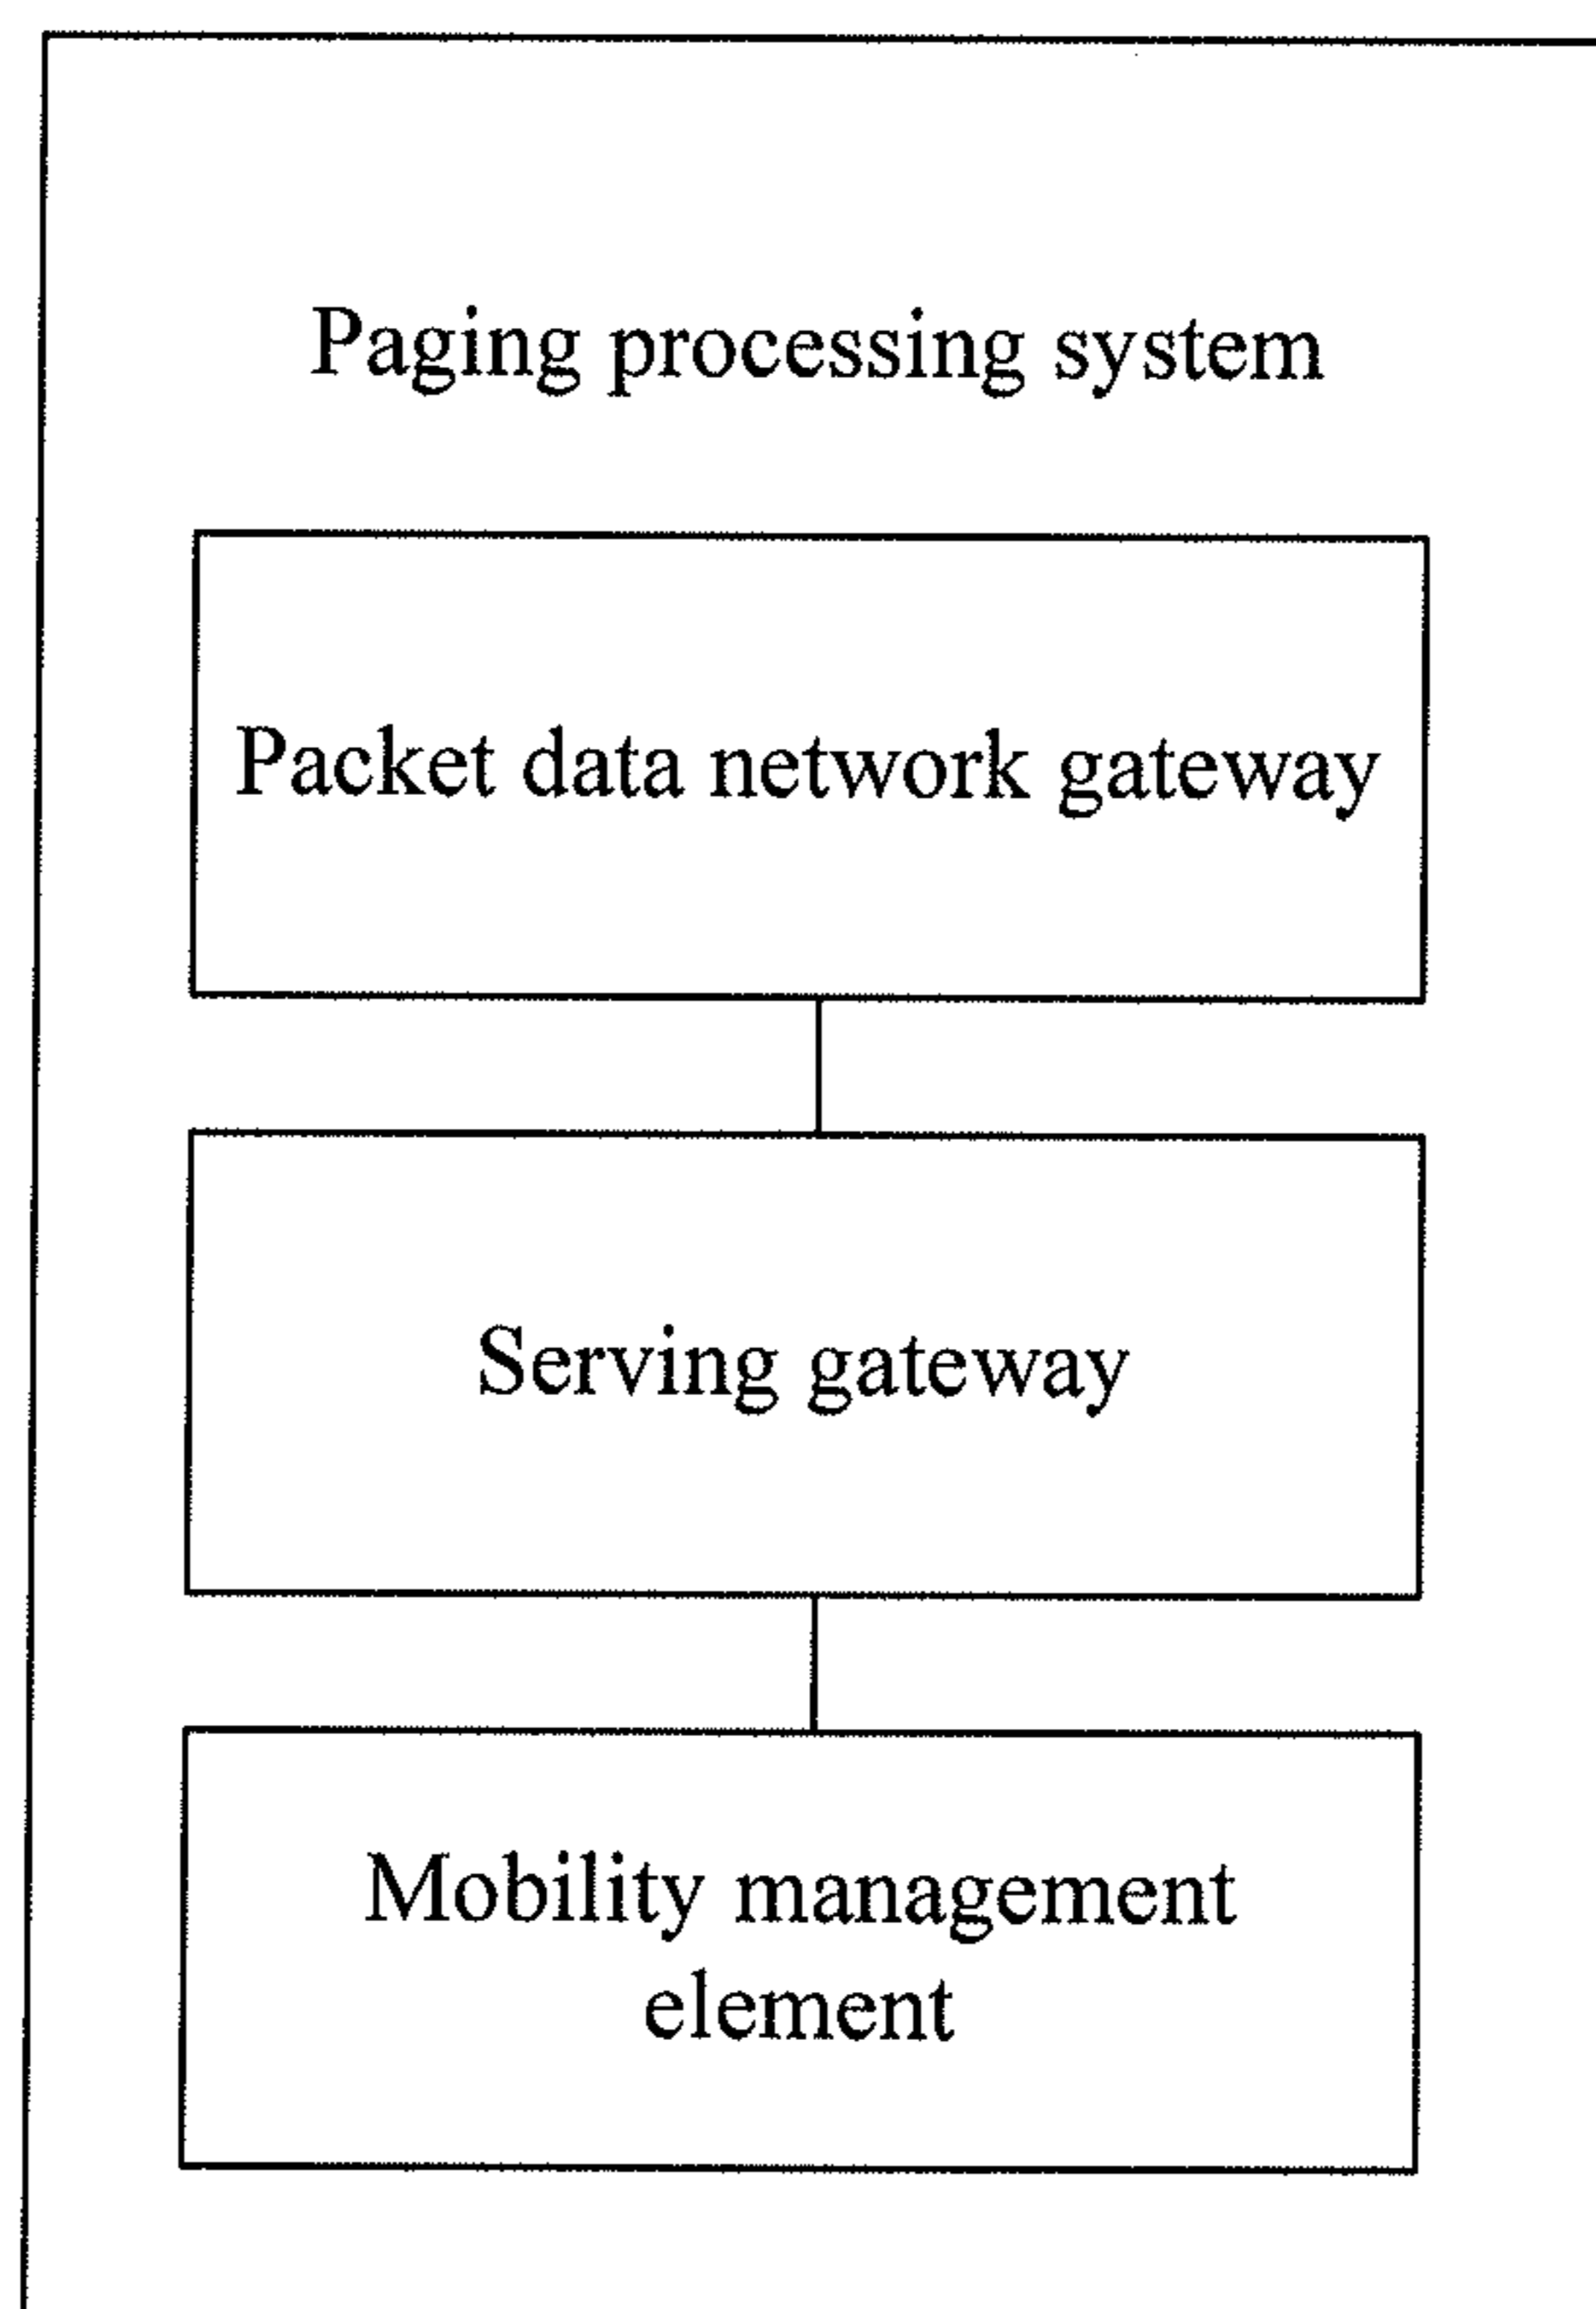 Paging processing system
Packet data network gateway
Serving gateway
Mobility management
element